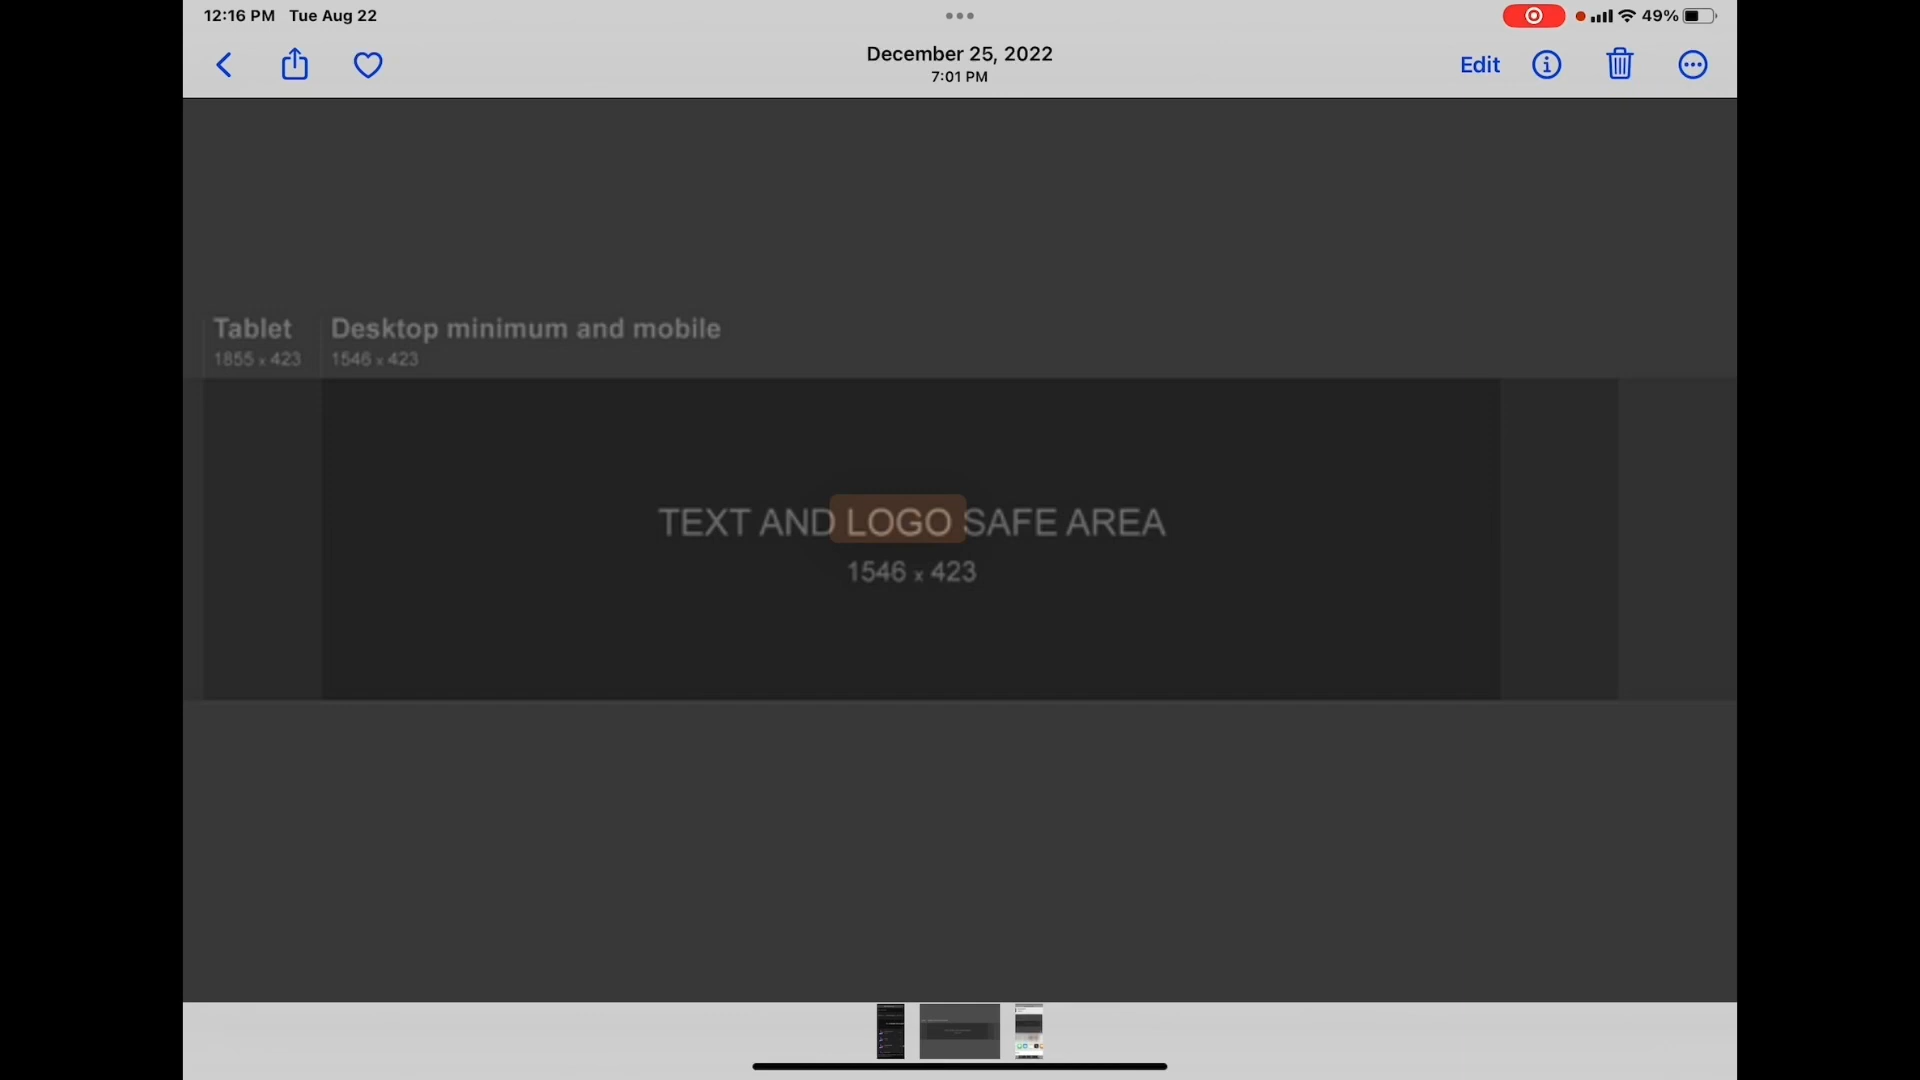 12:16 PM Tue Aug 22
49%
December 25, 2022
7:01 PM
Edit
Tablet
1855 x 423
Desktop minimum and mobile
1546 x 423
TEXT AND LOGO SAFE AREA
1546 x 423